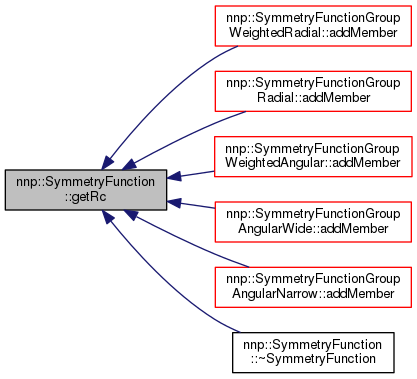 nnp::SymmetryFunctionGroup
WeightedRadial::addMember
nnp::SymmetryFunctionGroup
Radial::addMember
nnp::SymmetryFunctionGroup
WeightedAngular::addMember
nnp::SymmetryFunction
::getRc
nnp::SymmetryFunctionGroup
AngularWide::addMember
nnp::SymmetryFunctionGroup
AngularNarrow::addMember
nnp::SymmetryFunction
::~SymmetryFunction